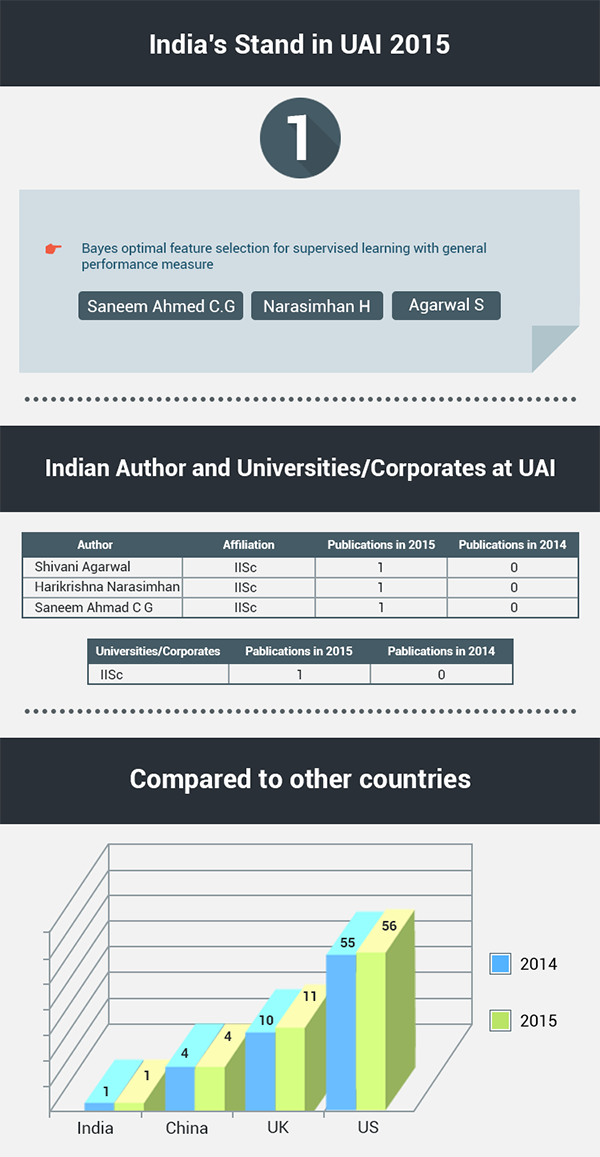 India's Stand in UAI 2015
1
Bayes optimal feature selection for supervised learning with general
performance measure
Saneem Ahmed C.G Narasimhan H Agarwal S
Indian Author and Universities/Corporates at UAI
Author Affiliation Publications in 2015 Publications in 2014
Shivani Agarwal IISc 1 0
Harikrishna Narasimhan IISc 1 0
Saneem Ahmad C G IISc 1 0
Universities/Corporates Pablications in 2015 Pablications in 2014
IISc 1 0
Compared to other countries
55 56
10 11
4 4
1 1
2014
2015
India China UK US